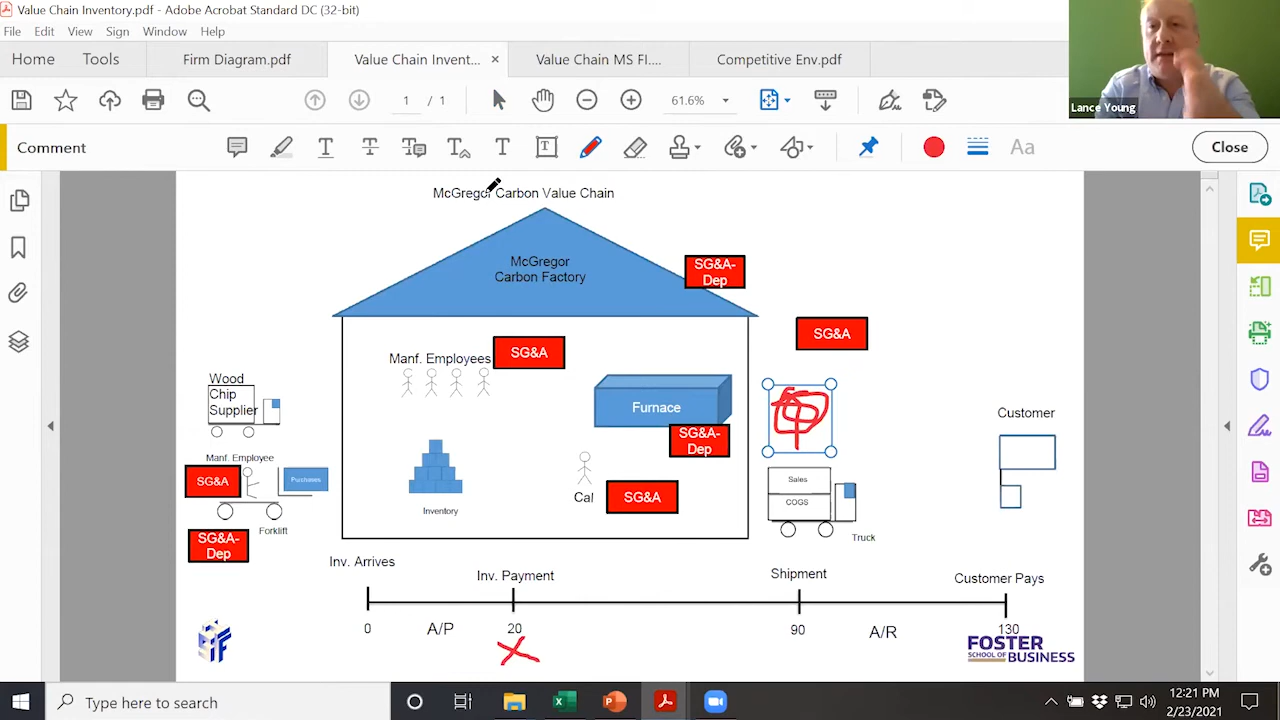 Value Chain Inventory.pdf - Adobe Acrobat Standard DC (32-bit)
File Edit View Sign Window Help
Home Tools Firm Diagram.pdf Value Chain Invent... × Value Chain MS FI.... Competitive Env.pdf
1 / 1 61.6%
Lance Young
Comment Aa Close
McGregor Carbon Value Chain
McGregor
Carbon Factory
SG&A-
Dep
SG&A
Manf. Employees
SG&A
Wood
Chip
Supplier
Furnace
SG&A-
Dep
Customer
Manf. Employee
SG&A
Purchases
Forklift
SG&A-
Dep
Inventory
Cal
SG&A
Sales
COGS
Truck
Inv. Arrives
Inv. Payment
Shipment
Customer Pays
0 A/P 20 90 A/R 130
SIF
FOSTER
SCHOOL OF BUSINESS
Type here to search
12:21 PM
2/23/2021